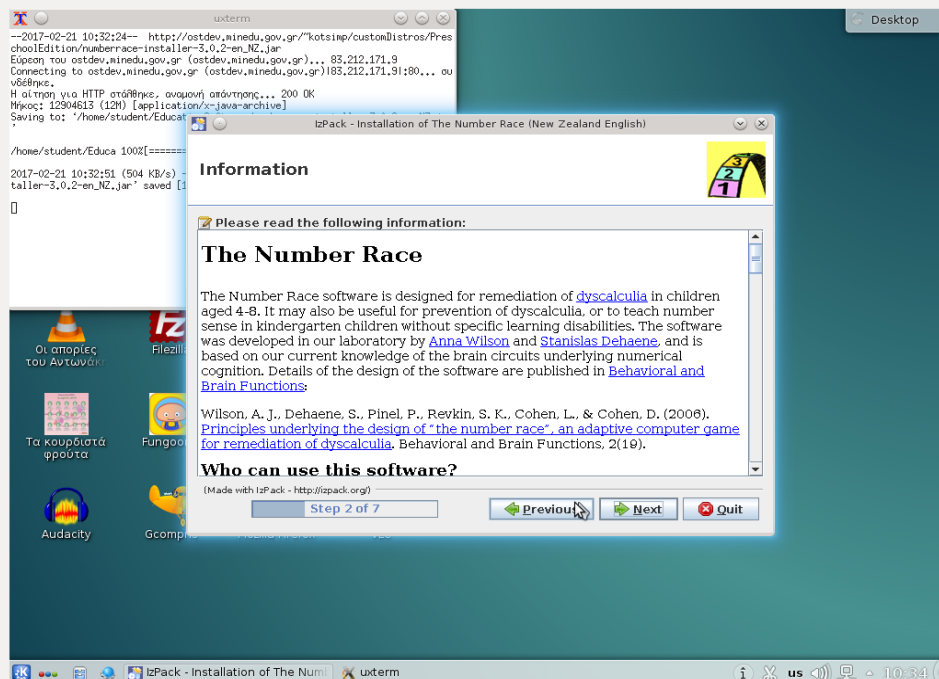 uxterm
Desktop
--2017-02-21 10:32:24-- http://ostdev.minedu.gov.gr/~kotsimp/customDistros/Pres
choolEdition/numberrace-installer-3.0.2-en_NZ.jar
Εύρεση του ostdev.minedu.gov.gr (ostdev.minedu.gov.gr)... 83.212.171.9
Connecting to ostdev.minedu.gov.gr (ostdev.minedu.gov.gr)|83.212.171.9|:80... συ
νδέθηκε.
Η αίτηση για HTTP στάθηκε, αναμονή απάντησης... 200 OK
Μήκος: 12904613 (12M) [application/x-java-archive]
Saving to: '/home/student/Educat
'
/home/student/Educa 100%[=======
2017-02-21 10:32:51 (504 KB/s) -
taller-3.0.2-en_NZ.jar' saved [1
IzPack - Installation of The Number Race (New Zealand English)
Information
3
2
1
Please read the following information:
The Number Race
The Number Race software is designed for remediation of dyscalculia in children
aged 4-8. It may also be useful for prevention of dyscalculia, or to teach number
sense in kindergarten children without specific learning disabilities. The software
was developed in our laboratory by Anna Wilson and Stanislas Dehaene, and is
based on our current knowledge of the brain circuits underlying numerical
cognition. Details of the design of the software are published in Behavioral and
Brain Functions:
Wilson, A. J., Dehaene, S., Pinel, P., Revkin, S. K., Cohen, L., & Cohen, D. (2006).
Principles underlying the design of "the number race", an adaptive computer game
for remediation of dyscalculia. Behavioral and Brain Functions, 2(19).
Who can use this software?
(Made with IzPack - http://izpack.org/)
Step 2 of 7
Previous
Next
Quit
Οι απορίες
του Αντωνάκη
Filezill
Τα κουρδιστά
φρούτα
Fungoo
Audacity
Gcompr
IzPack - Installation of The Numb
uxterm
us
10:34